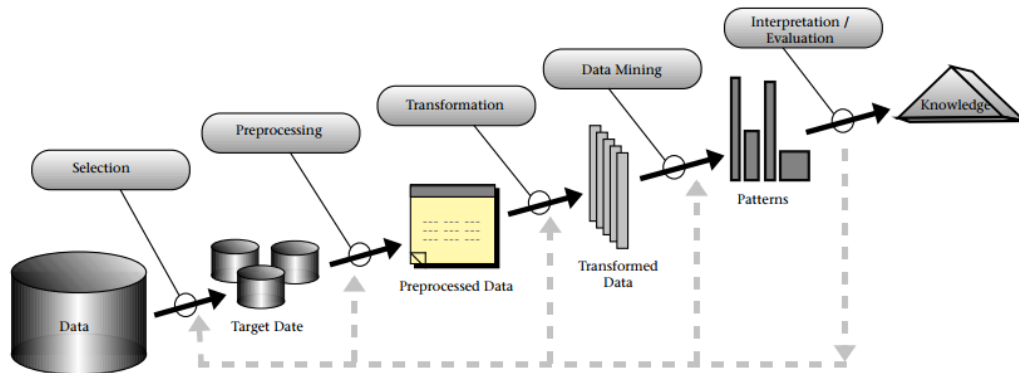 Interpretation /
Evaluation
Data Mining
Transformation
Preprocessing
Selection
Data
Target Date
Preprocessed Data
Transformed
Data
Patterns
Knowledge